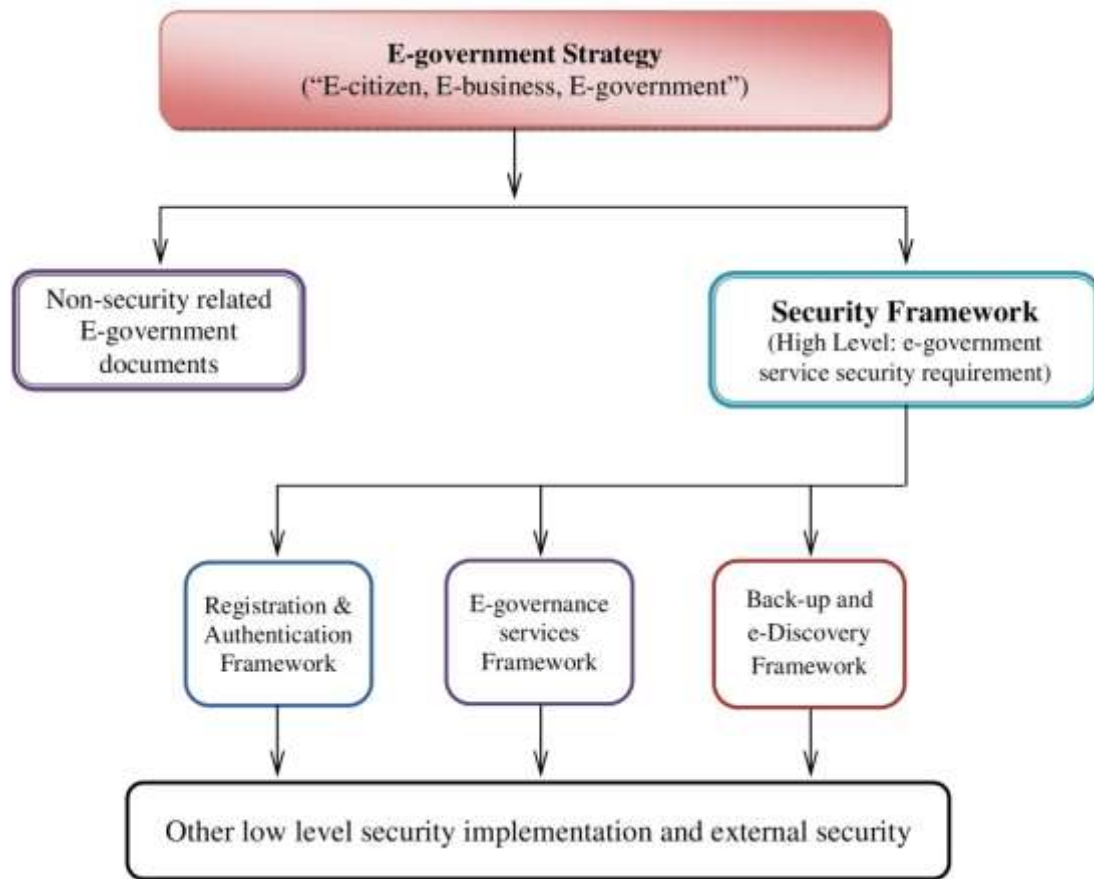 E-government Strategy
(“E-citizen, E-business, E-government”)
Non-security related
E-government
documents
Security Framework
(High Level: e-government
service security requirement)
Registration &
Authentication
Framework
E-governance
services
Framework
Back-up and
e-Discovery
Framework
Other low level security implementation and external security